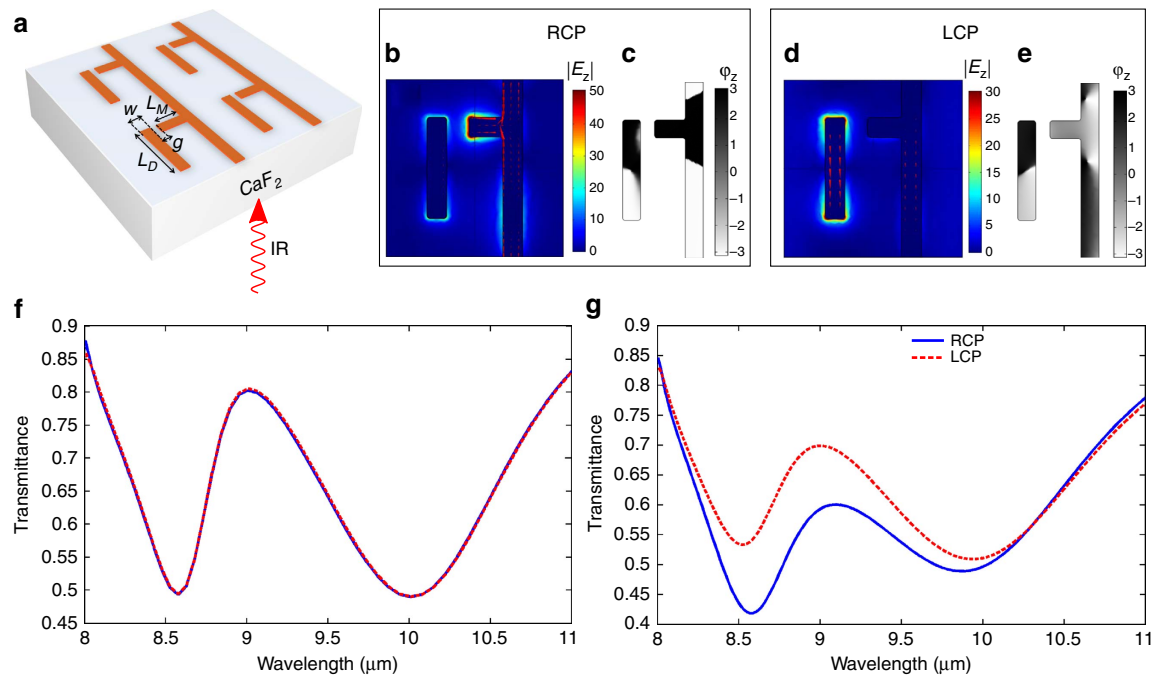 a
L_M
w
g
L_D
CaF₂
IR
RCP
b
|E_z|
50
40
30
20
10
0
c
φ_z
3
2
1
0
−1
−2
−3
LCP
d
|E_z|
30
25
20
15
10
5
0
e
φ_z
3
2
1
0
−1
−2
−3
f
0.9
0.85
0.8
0.75
0.7
0.65
0.6
0.55
0.5
0.45
Transmittance
8 8.5 9 9.5 10 10.5 11
Wavelength (μm)
g
0.9
0.85
0.8
0.75
0.7
0.65
0.6
0.55
0.5
0.45
0.4
Transmittance
RCP
LCP
8 8.5 9 9.5 10 10.5 11
Wavelength (μm)